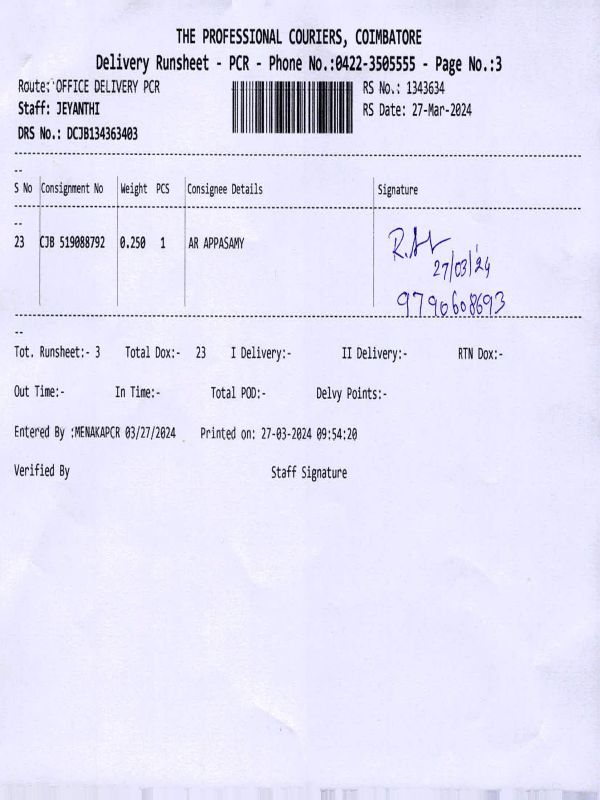 THE PROFESSIONAL COURIERS, COIMBATORE
Delivery Runsheet - PCR - Phone No.:0422-3505555 - Page No.:3
Route: OFFICE DELIVERY PCR RS No.: 1343634
Staff: JEYANTHI RS Date: 27-Mar-2024
DRS No.: DCJB134363403
S No Consignment No Weight PCS Consignee Details Signature
23 CJB 519088792 0.250 1 AR APPASAMY
27/03/24
9790608693
Tot. Runsheet:- 3 Total Dox:- 23 I Delivery:- II Delivery:- RTN Dox:-
Out Time:- In Time:- Total POD:- Delvy Points:-
Entered By :MENAKAPCR 03/27/2024 Printed on: 27-03-2024 09:54:20
Verified By Staff Signature